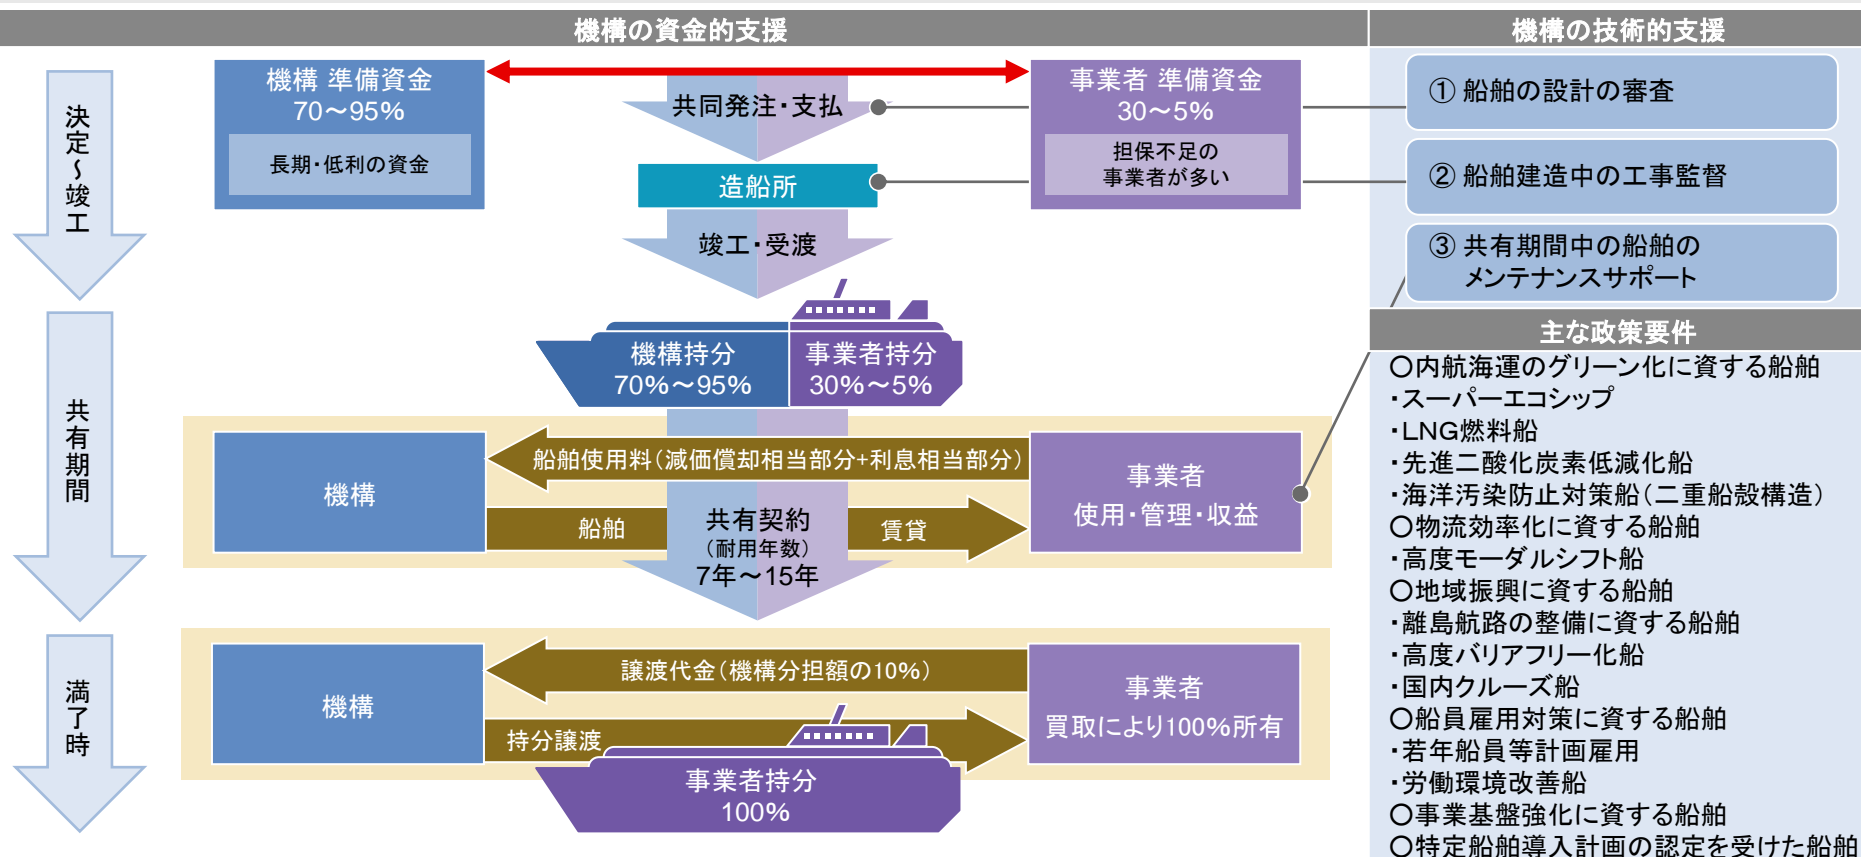 機構の資金的支援
機構の技術的支援
決定～竣工
機構 準備資金
70～95%
長期・低利の資金
共同発注・支払
事業者 準備資金
30～5%
担保不足の
事業者が多い
造船所
竣工・受渡
① 船舶の設計の審査
② 船舶建造中の工事監督
③ 共有期間中の船舶の
メンテナンスサポート
共有期間
機構持分
70%～95%
事業者持分
30%～5%
機構
船舶使用料（減価償却相当部分+利息相当部分）
船舶
共有契約
（耐用年数）
7年～15年
賃貸
事業者
使用・管理・収益
満了時
機構
譲渡代金（機構分担額の10%）
持分譲渡
事業者持分
100%
事業者
買取により100%所有
主な政策要件
〇内航海運のグリーン化に資する船舶
・スーパーエコシップ
・LNG燃料船
・先進二酸化炭素低減化船
・海洋汚染防止対策船（二重船殻構造）
〇物流効率化に資する船舶
・高度モーダルシフト船
〇地域振興に資する船舶
・離島航路の整備に資する船舶
・高度バリアフリー化船
・国内クルーズ船
〇船員雇用対策に資する船舶
・若年船員等計画雇用
・労働環境改善船
〇事業基盤強化に資する船舶
〇特定船舶導入計画の認定を受けた船舶